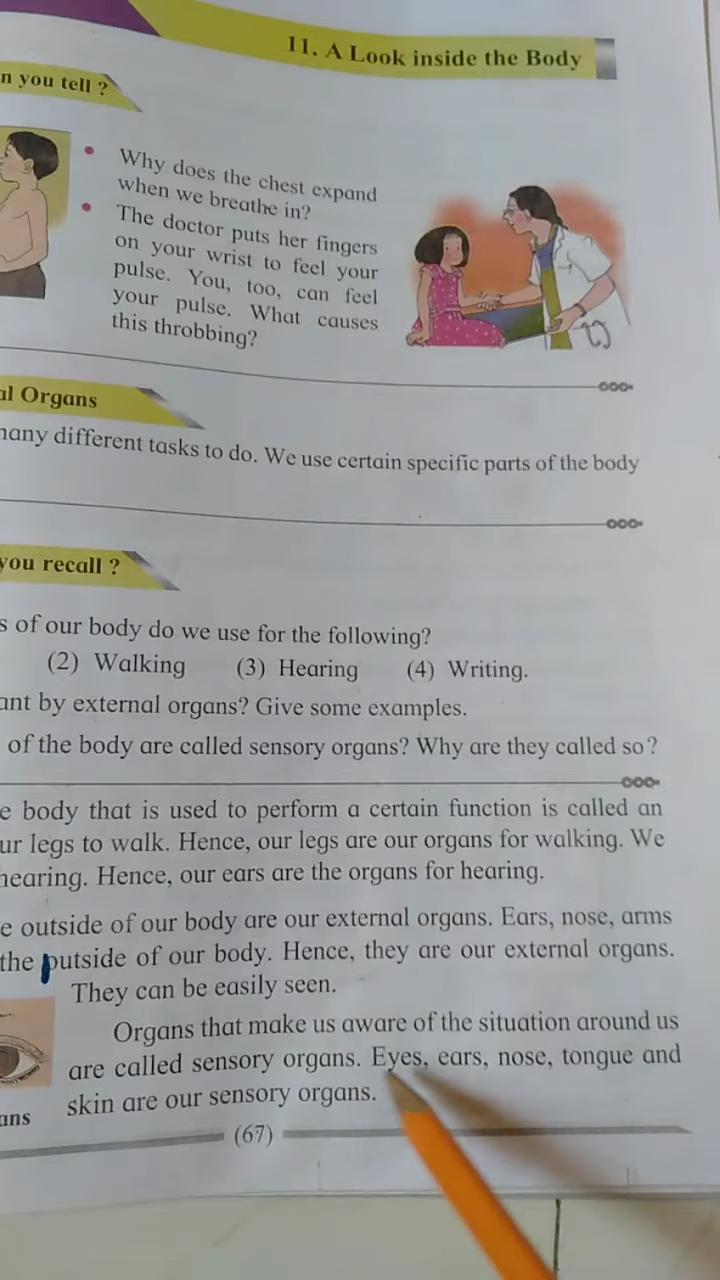 11. A Look inside the Body
you tell ?
• Why does the chest expand
when we breathe in?
• The doctor puts her fingers
on your wrist to feel your
pulse. You, too, can feel
your pulse. What causes
this throbbing?
Organs
different tasks to do. We use certain specific parts of the body
you recall ?
of our body do we use for the following?
(2) Walking (3) Hearing (4) Writing.
by external organs? Give some examples.
of the body are called sensory organs? Why are they called so?
body that is used to perform a certain function is called an
legs to walk. Hence, our legs are our organs for walking. We
hearing. Hence, our ears are the organs for hearing.
outside of our body are our external organs. Ears, nose, arms
the outside of our body. Hence, they are our external organs.
They can be easily seen.
Organs that make us aware of the situation around us
are called sensory organs. Eyes, ears, nose, tongue and
skin are our sensory organs.
(67)